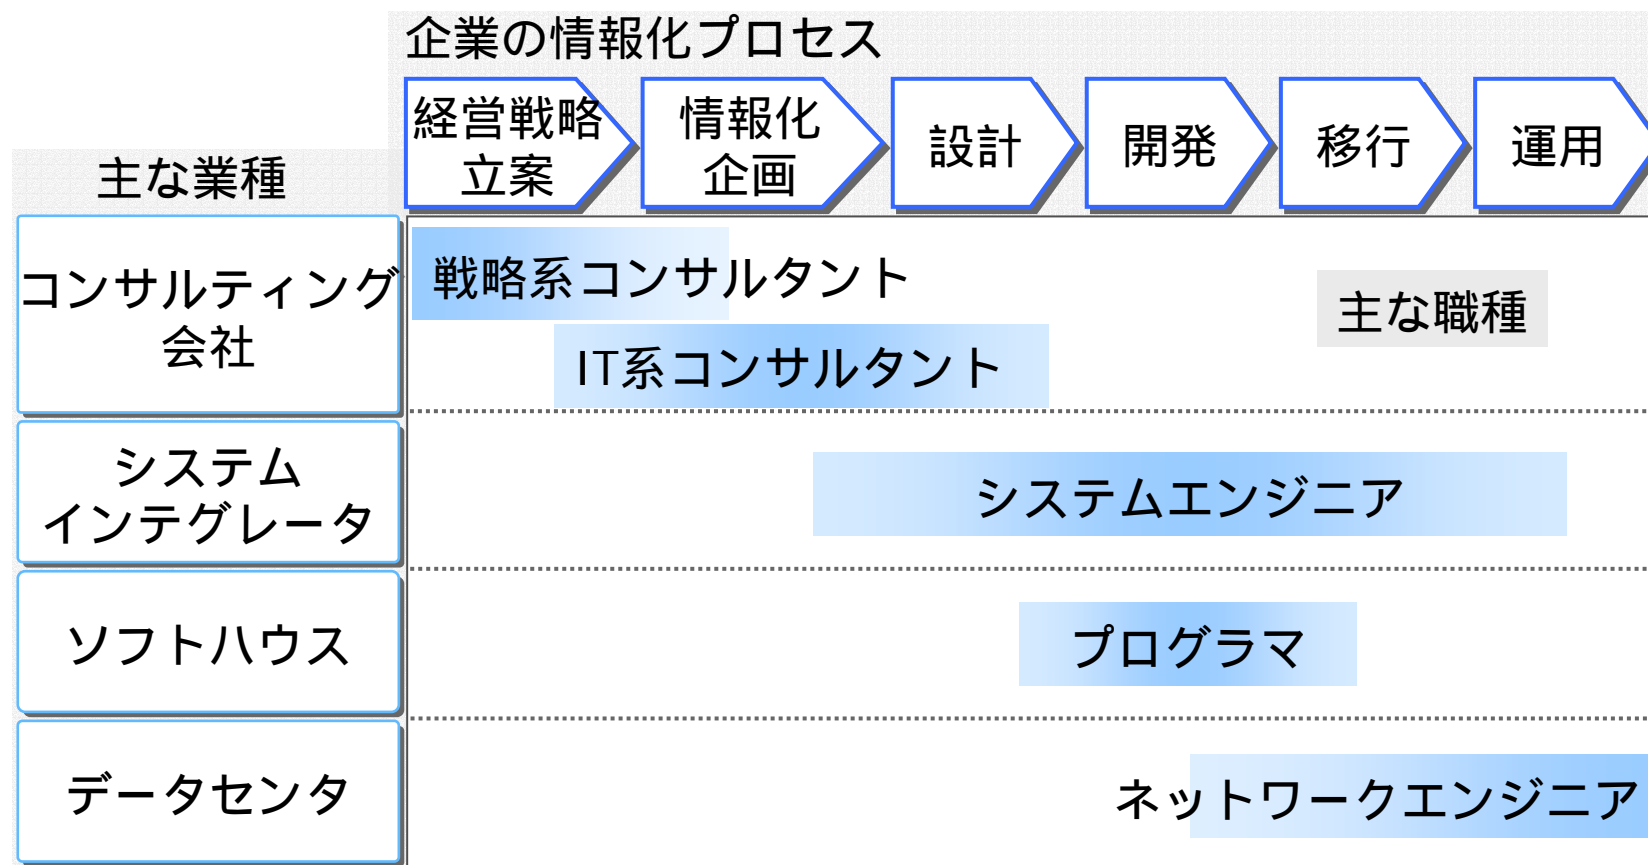 企業の情報化プロセス
経営戦略
立案
情報化
企画
設計
開発
移行
運用
主な業種
コンサルティング
会社
戦略系コンサルタント
主な職種
IT系コンサルタント
システム
インテグレータ
システムエンジニア
ソフトハウス
プログラマ
データセンタ
ネットワークエンジニア